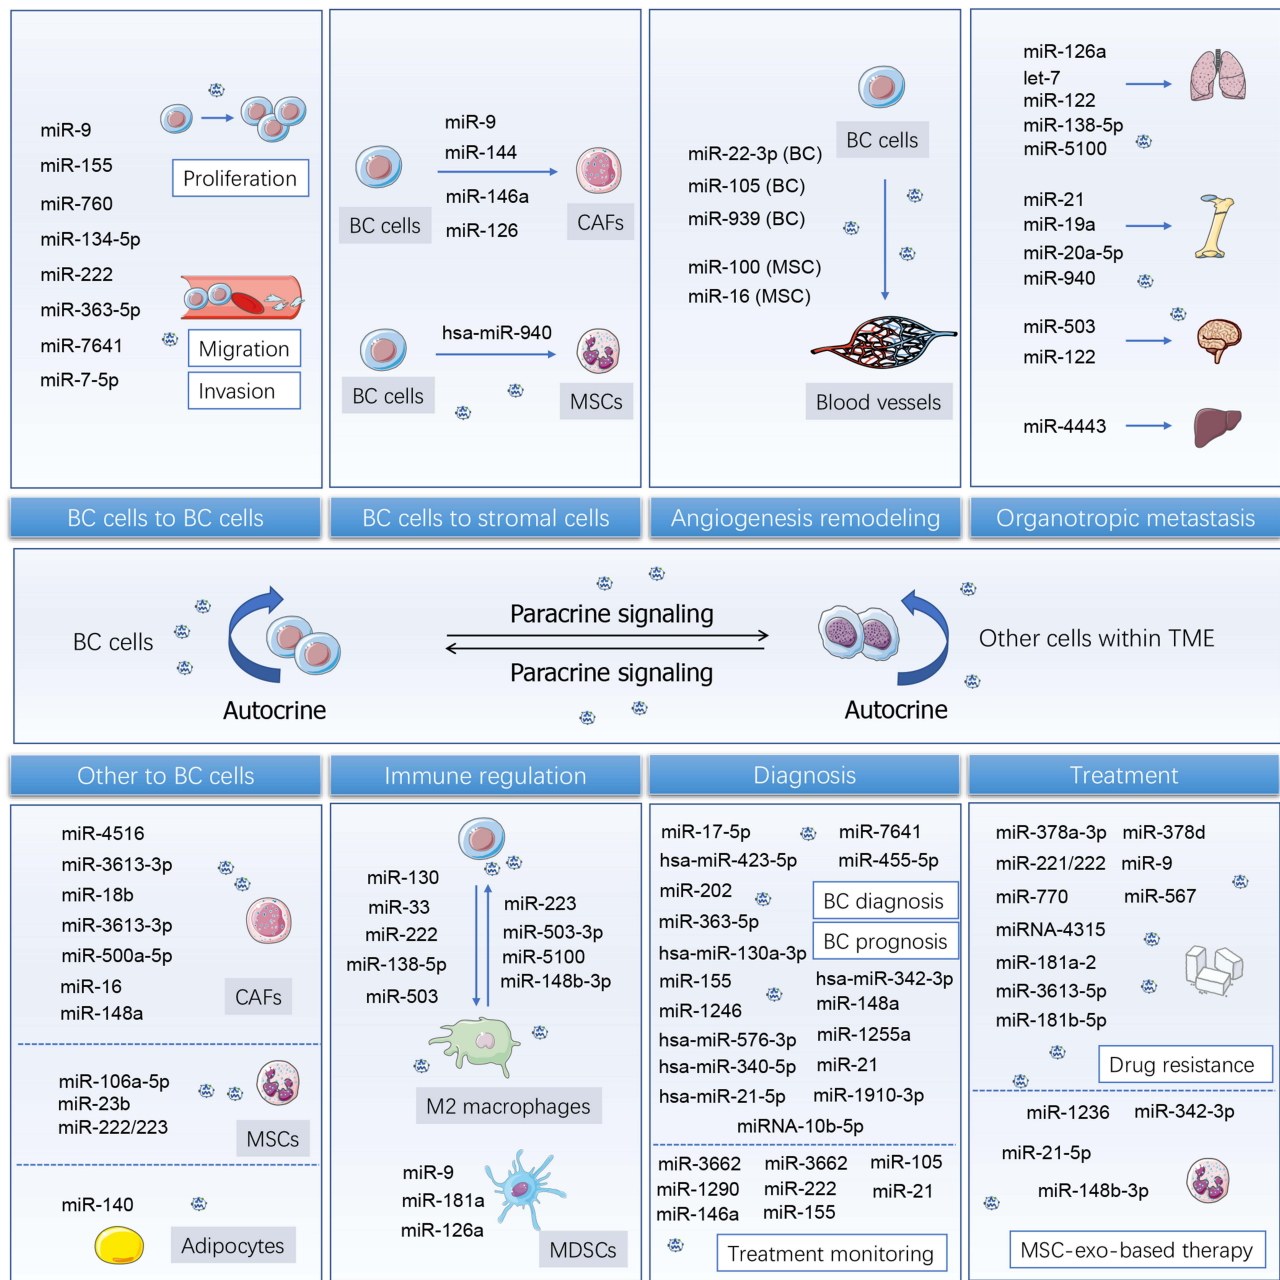 miR-9
miR-155
miR-760
miR-134-5p
miR-222
miR-363-5p
miR-7641
miR-7-5p
Proliferation
Migration
Invasion
miR-9
miR-144
miR-146a
miR-126
BC cells
CAFs
hsa-miR-940
BC cells
MSCs
BC cells
miR-22-3p (BC)
miR-105 (BC)
miR-939 (BC)
miR-100 (MSC)
miR-16 (MSC)
Blood vessels
miR-126a
let-7
miR-122
miR-138-5p
miR-5100
miR-21
miR-19a
miR-20a-5p
miR-940
miR-503
miR-122
miR-4443
BC cells to BC cells
BC cells to stromal cells
Angiogenesis remodeling
Organotropic metastasis
BC cells
Autocrine
Paracrine signaling
Paracrine signaling
Other cells within TME
Autocrine
Other to BC cells
Immune regulation
Diagnosis
Treatment
miR-4516
miR-3613-3p
miR-18b
miR-3613-3p
miR-500a-5p
miR-16
miR-148a
CAFs
miR-106a-5p
miR-23b
miR-222/223
MSCs
miR-140
Adipocytes
miR-130
miR-33
miR-222
miR-138-5p
miR-503
miR-223
miR-503-3p
miR-5100
miR-148b-3p
M2 macrophages
miR-9
miR-181a
miR-126a
MDSCs
miR-17-5p
hsa-miR-423-5p
miR-202
miR-363-5p
hsa-miR-130a-3p
miR-155
miR-1246
hsa-miR-576-3p
hsa-miR-340-5p
hsa-miR-21-5p
miR-7641
miR-455-5p
BC diagnosis
BC prognosis
hsa-miR-342-3p
miR-148a
miR-1255a
miR-21
miR-1910-3p
miRNA-10b-5p
miR-3662
miR-1290
miR-146a
miR-3662
miR-222
miR-155
miR-105
miR-21
Treatment monitoring
miR-378a-3p
miR-221/222
miR-770
miRNA-4315
miR-181a-2
miR-3613-5p
miR-181b-5p
miR-378d
miR-9
miR-567
Drug resistance
miR-1236
miR-342-3p
miR-21-5p
miR-148b-3p
MSC-exo-based therapy